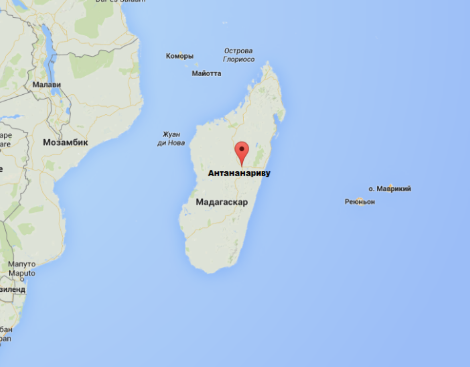 Острова
Глориосо
Коморы
Майотта
Малави
Жуан
ди Нова
Мозамбик
Антананариву
о. Маврикий
Мадагаскар
Реюньон
Мапуто
Maputo